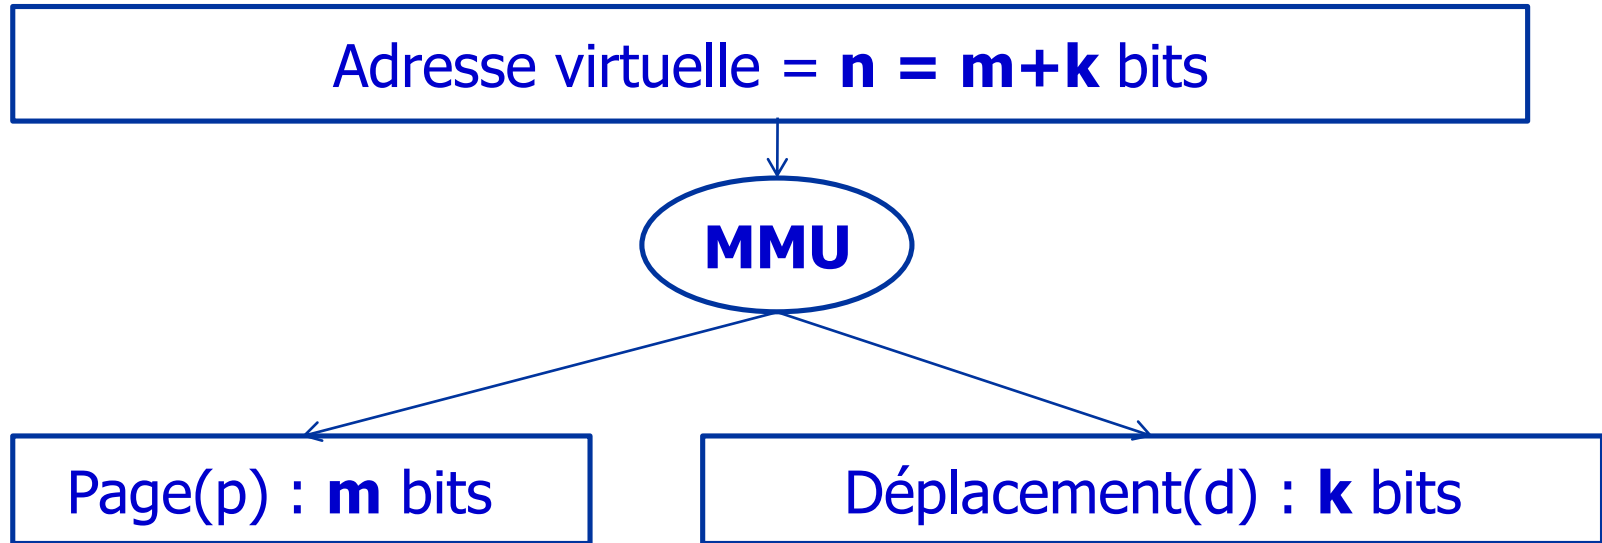 Adresse virtuelle = n = m+k bits
MMU
Page(p) : m bits
Déplacement(d) : k bits